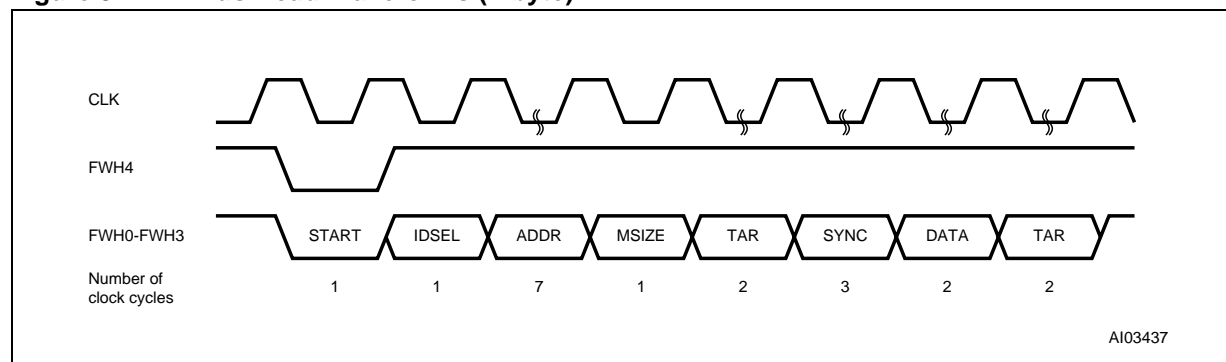 CLK
FWH4
FWH0-FWH3 START IDSEL ADDR MSIZE TAR SYNC DATA TAR
Number of
clock cycles 1 1 7 1 2 3 2 2
AI03437